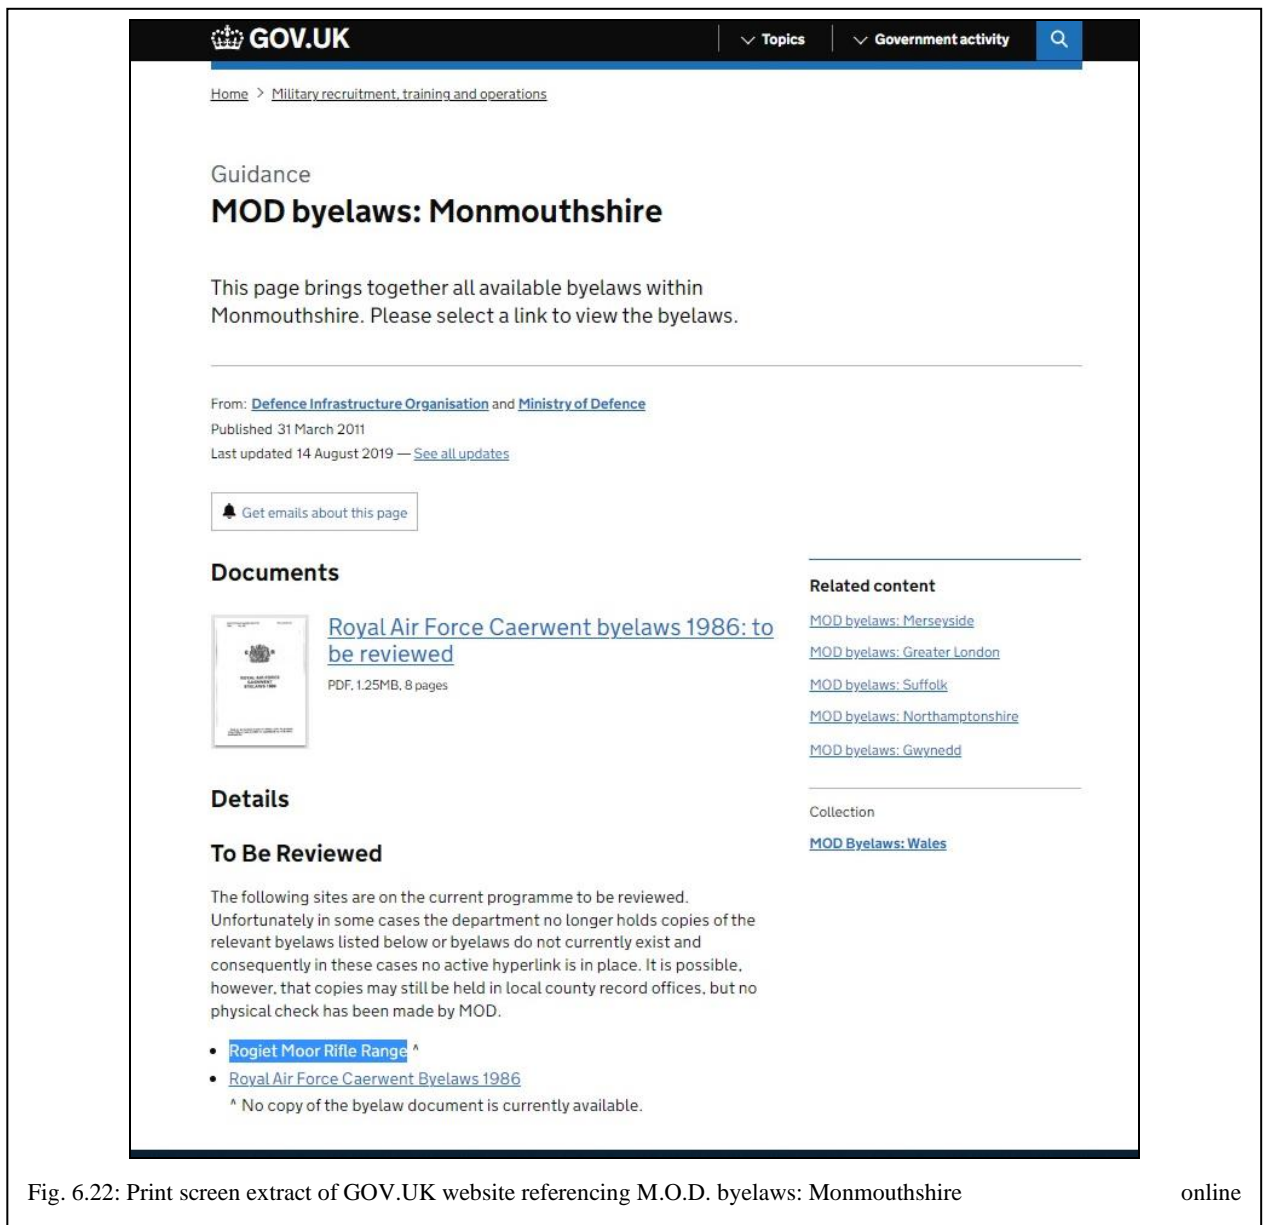 GOV.UK
Topics
Government activity
Home > Military recruitment, training and operations
Guidance
MOD byelaws: Monmouthshire
This page brings together all available byelaws within
Monmouthshire. Please select a link to view the byelaws.
From: Defence Infrastructure Organisation and Ministry of Defence
Published 31 March 2011
Last updated 14 August 2019 — See all updates
Get emails about this page
Documents
ROYAL AIR FORCE
CAERWENT
BYELAWS 1986
Royal Air Force Caerwent byelaws 1986: to
be reviewed
PDF, 1.25MB, 8 pages
Details
To Be Reviewed
The following sites are on the current programme to be reviewed.
Unfortunately in some cases the department no longer holds copies of the
relevant byelaws listed below or byelaws do not currently exist and
consequently in these cases no active hyperlink is in place. It is possible,
however, that copies may still be held in local county record offices, but no
physical check has been made by MOD.
• Rogiet Moor Rifle Range ^
• Royal Air Force Caerwent Byelaws 1986
^ No copy of the byelaw document is currently available.
Related content
MOD byelaws: Merseyside
MOD byelaws: Greater London
MOD byelaws: Suffolk
MOD byelaws: Northamptonshire
MOD byelaws: Gwynedd
Collection
MOD Byelaws: Wales
Fig. 6.22: Print screen extract of GOV.UK website referencing M.O.D. byelaws: Monmouthshire online